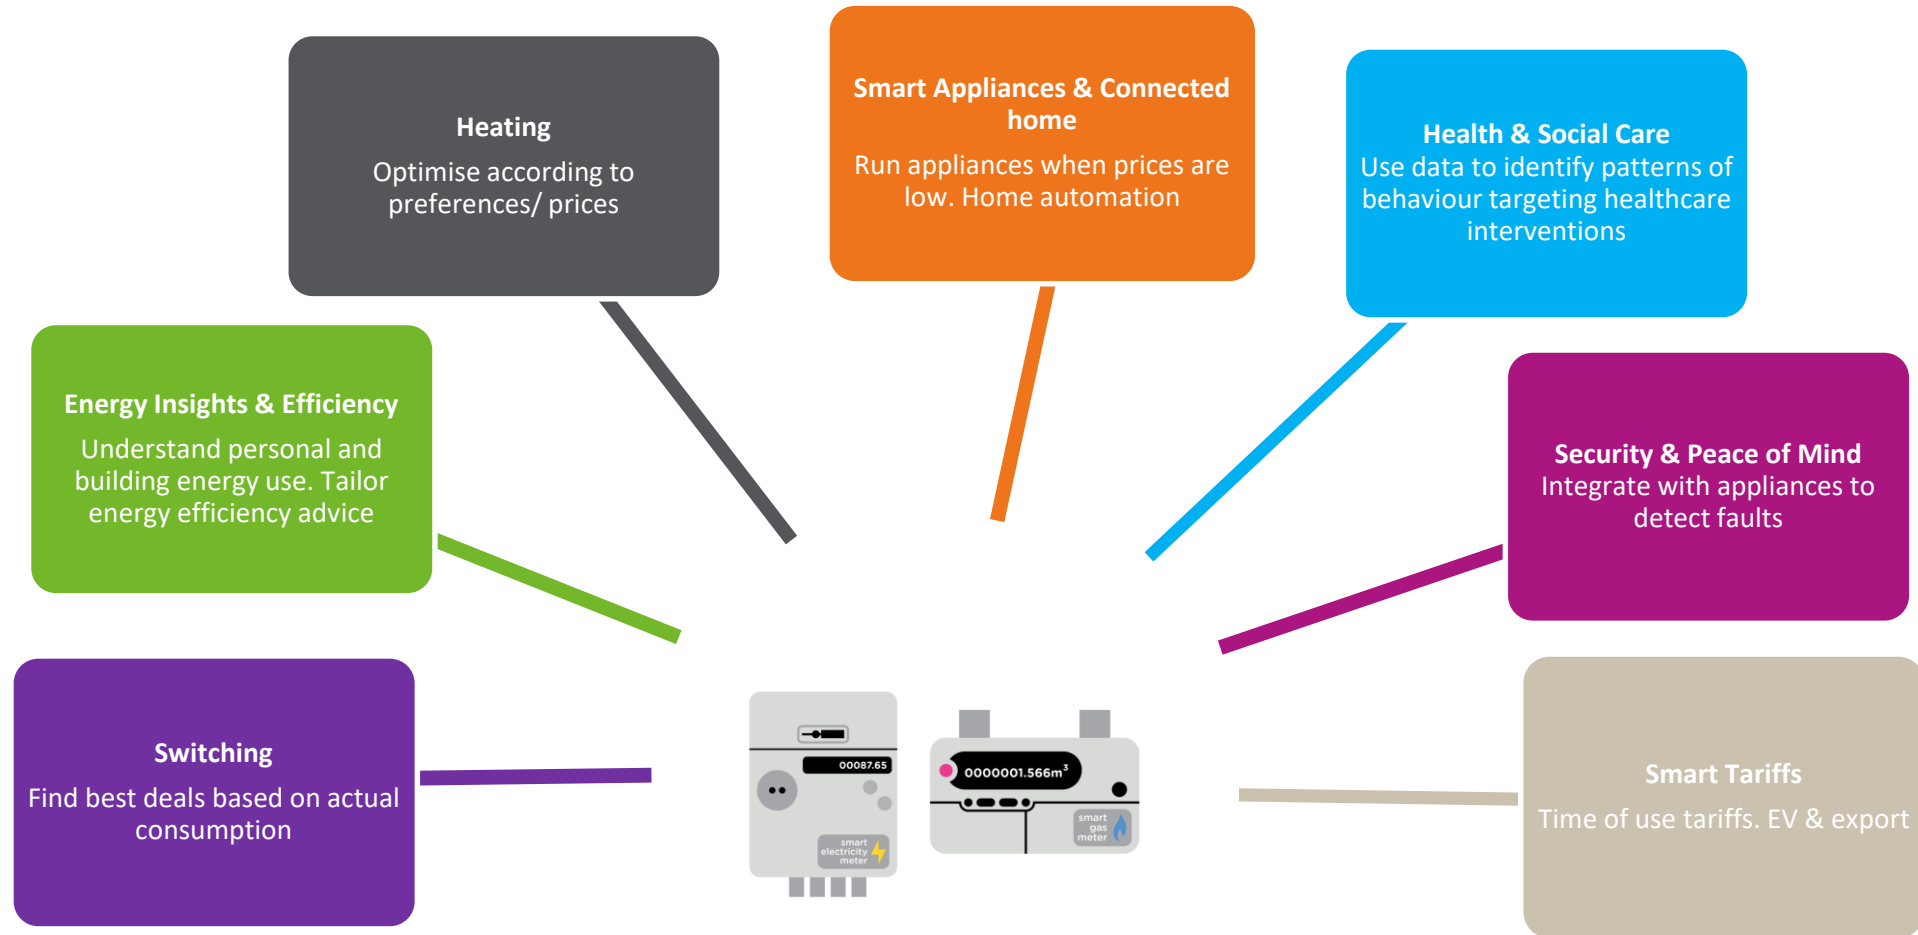 Smart Appliances & Connected
home
Run appliances when prices are
low. Home automation
Heating
Optimise according to
preferences/ prices
Health & Social Care
Use data to identify patterns of
behaviour targeting healthcare
interventions
Energy Insights & Efficiency
Understand personal and
building energy use. Tailor
energy efficiency advice
Security & Peace of Mind
Integrate with appliances to
detect faults
Switching
Find best deals based on actual
consumption
00087.65
smart
electricity
meter
0000001.566m³
smart
gas
meter
Smart Tariffs
Time of use tariffs. EV & export